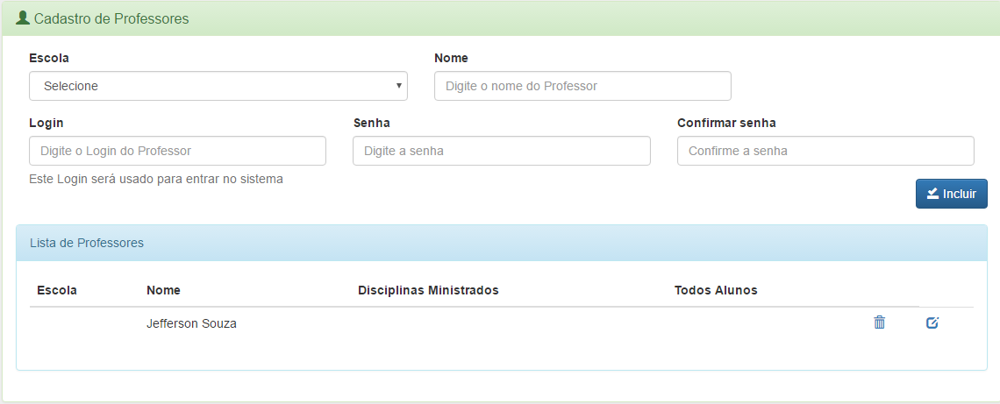 Cadastro de Professores
Escola Nome
Selecione Digite o nome do Professor
Login Senha Confirmar senha
Digite o Login do Professor Digite a senha Confirme a senha
Este Login será usado para entrar no sistema
Incluir
Lista de Professores
Escola Nome Disciplinas Ministrados Todos Alunos
Jefferson Souza